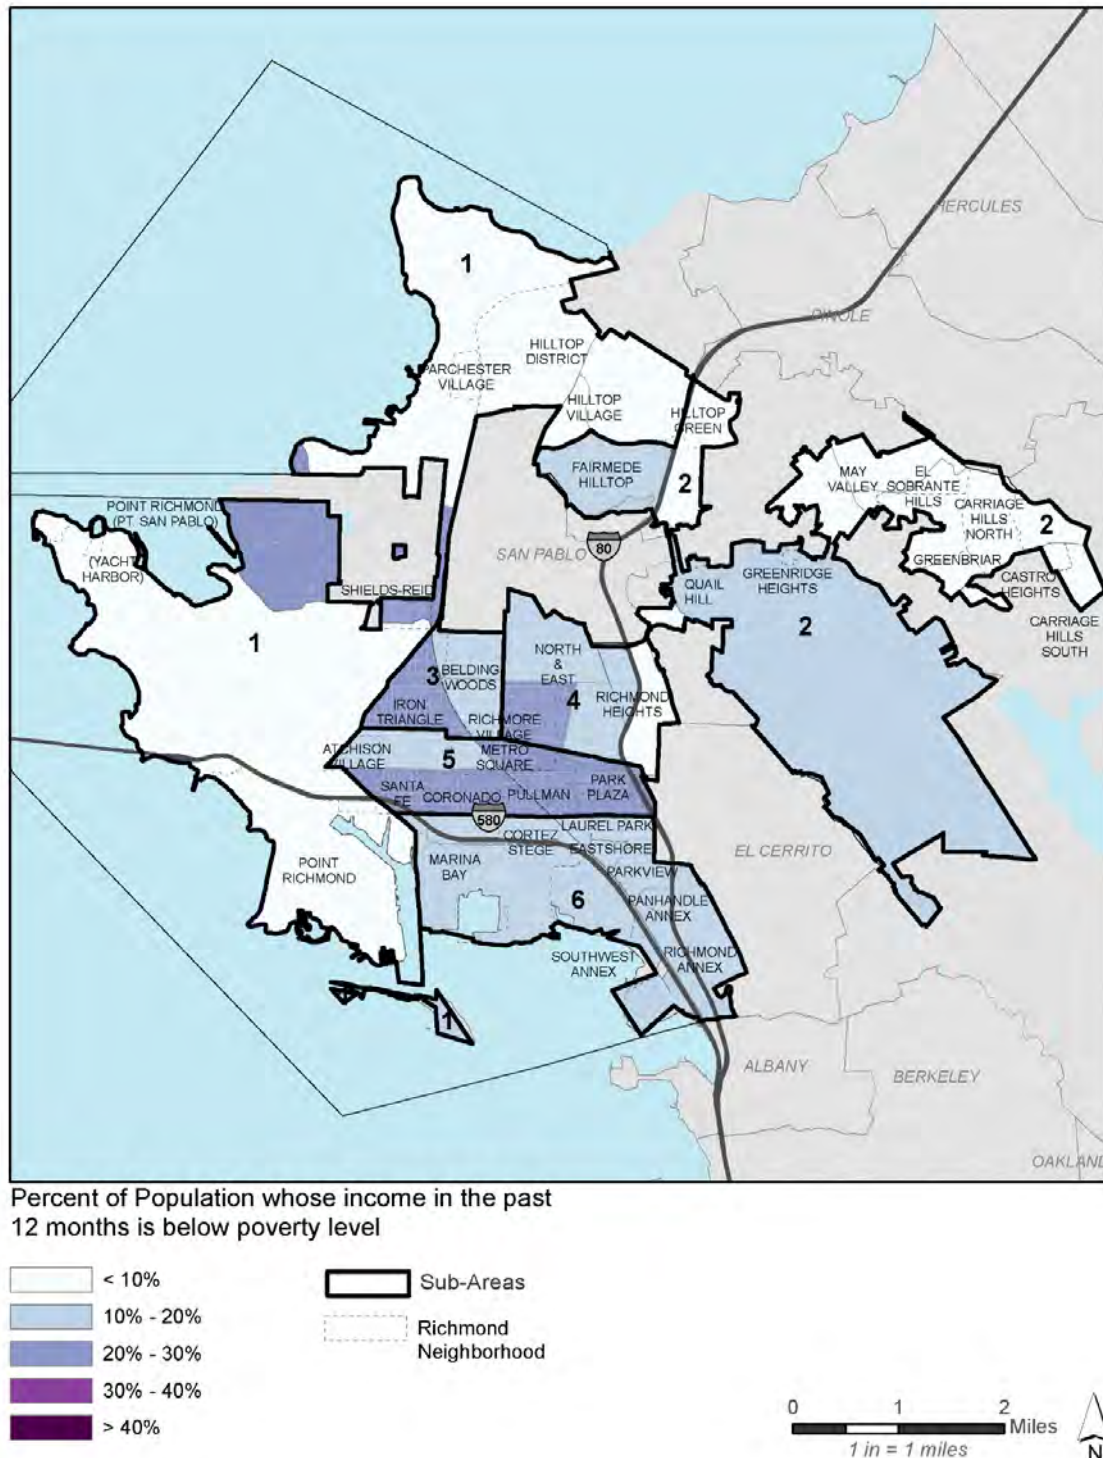 HERCULES
1
PINOLE
HILLTOP
DISTRICT
PARCHESTER
VILLAGE
HILLTOP
VILLAGE
HILLTOP
GREEN
FAIRMEDE
HILLTOP
2
MAY
VALLEY
EL
SOBRANTE
HILLS
CARRIAGE
HILLS
NORTH
2
POINT RICHMOND
(PT. SAN PABLO)
(YACHT
HARBOR)
SAN PABLO
80
GREENBRIAR
SHIELDS-REID
QUAIL
HILL
GREENRIDGE
HEIGHTS
CASTRO
HEIGHTS
CARRIAGE
HILLS
SOUTH
1
2
3
BELDING
WOODS
NORTH
&
EAST
4
RICHMOND
HEIGHTS
IRON
TRIANGLE
RICHMORE
VILLAGE
ATCHISON
VILLAGE
5
METRO
SQUARE
SANTA
FE
CORONADO
PULLMAN
PARK
PLAZA
580
CORTEZ
STEGE
LAUREL PARK
EASTSHORE
EL CERRITO
POINT
RICHMOND
MARINA
BAY
PARKVIEW
6
PANHANDLE
ANNEX
SOUTHWEST
ANNEX
RICHMOND
ANNEX
1
ALBANY
BERKELEY
OAKLAND
Percent of Population whose income in the past
12 months is below poverty level
< 10%
10% - 20%
20% - 30%
30% - 40%
> 40%
Sub-Areas
Richmond
Neighborhood
0 1 2
Miles
1 in = 1 miles
N